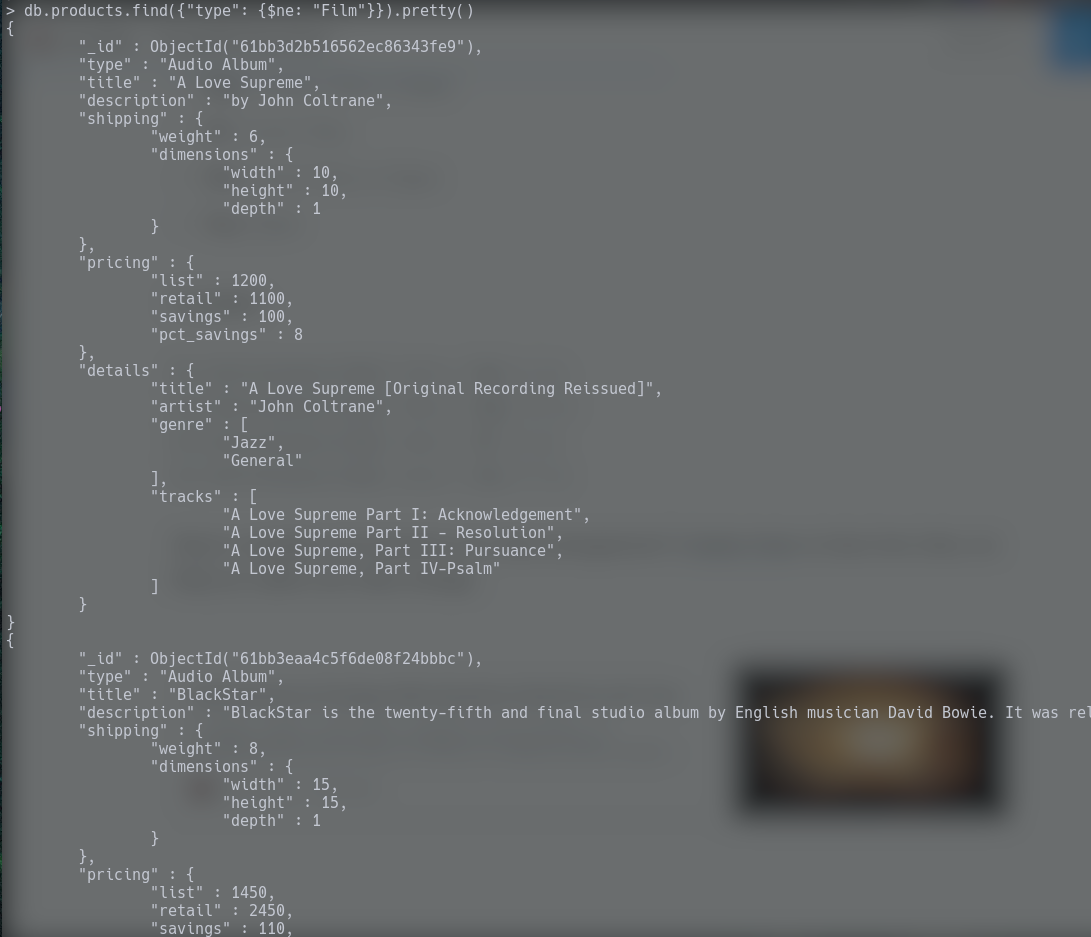 > db.products.find({"type": {$ne: "Film"}}).pretty()
{
        "_id" : ObjectId("61bb3d2b516562ec86343fe9"),
        "type" : "Audio Album",
        "title" : "A Love Supreme",
        "description" : "by John Coltrane",
        "shipping" : {
                "weight" : 6,
                "dimensions" : {
                        "width" : 10,
                        "height" : 10,
                        "depth" : 1
                }
        },
        "pricing" : {
                "list" : 1200,
                "retail" : 1100,
                "savings" : 100,
                "pct_savings" : 8
        },
        "details" : {
                "title" : "A Love Supreme [Original Recording Reissued]",
                "artist" : "John Coltrane",
                "genre" : [
                        "Jazz",
                        "General"
                ],
                "tracks" : [
                        "A Love Supreme Part I: Acknowledgement",
                        "A Love Supreme Part II - Resolution",
                        "A Love Supreme, Part III: Pursuance",
                        "A Love Supreme, Part IV-Psalm"
                ]
        }
}
{
        "_id" : ObjectId("61bb3eaa4c5f6de08f24bbbc"),
        "type" : "Audio Album",
        "title" : "BlackStar",
        "description" : "BlackStar is the twenty-fifth and final studio album by English musician David Bowie. It was rel
        "shipping" : {
                "weight" : 8,
                "dimensions" : {
                        "width" : 15,
                        "height" : 15,
                        "depth" : 1
                }
        },
        "pricing" : {
                "list" : 1450,
                "retail" : 2450,
                "savings" : 110,